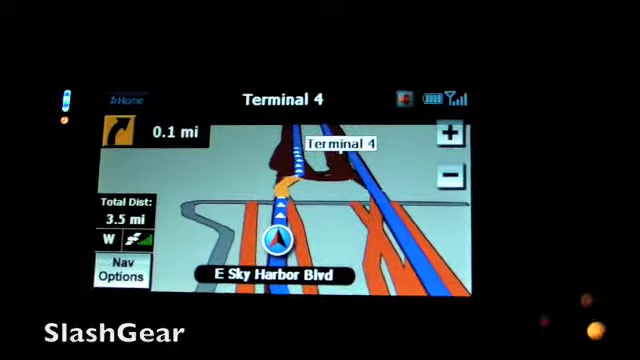 Home
Terminal 4
0.1 mi
Terminal 4
+
Total Dist:
3.5 mi
W
−
Nav
Options
E Sky Harbor Blvd
SlashGear